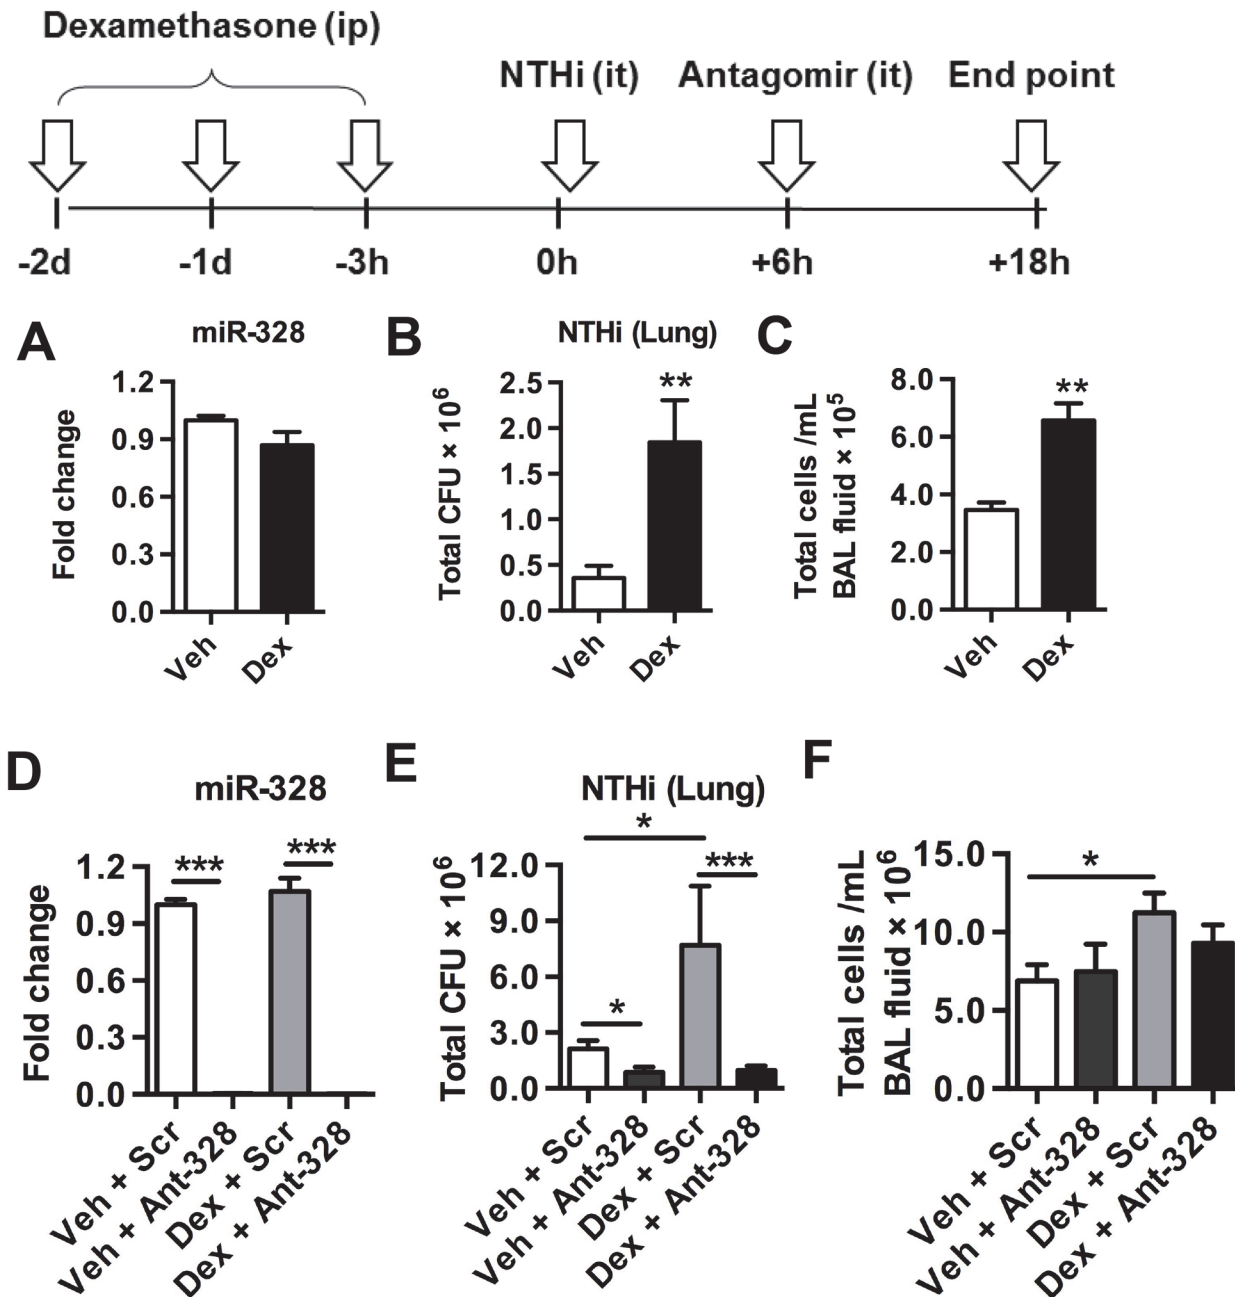 Dexamethasone (ip)
NTHi (it)
Antagomir (it)
End point
-2d
-1d
-3h
0h
+6h
+18h
A
miR-328
Fold change
1.2
0.9
0.6
0.3
0.0
Veh
Dex
B
NTHi (Lung)
Total CFU × 10⁶
2.5
2.0
1.5
1.0
0.5
0.0
**
Veh
Dex
C
Total cells /mL
BAL fluid × 10⁵
8.0
6.0
4.0
2.0
0.0
**
Veh
Dex
D
miR-328
Fold change
1.2
0.9
0.6
0.3
0.0
***
***
Veh + Scr
Veh + Ant-328
Dex + Scr
Dex + Ant-328
E
NTHi (Lung)
Total CFU × 10⁶
12.0
9.0
6.0
3.0
0.0
*
***
*
Veh + Scr
Veh + Ant-328
Dex + Scr
Dex + Ant-328
F
Total cells /mL
BAL fluid × 10⁶
15.0
10.0
5.0
0.0
*
Veh + Scr
Veh + Ant-328
Dex + Scr
Dex + Ant-328